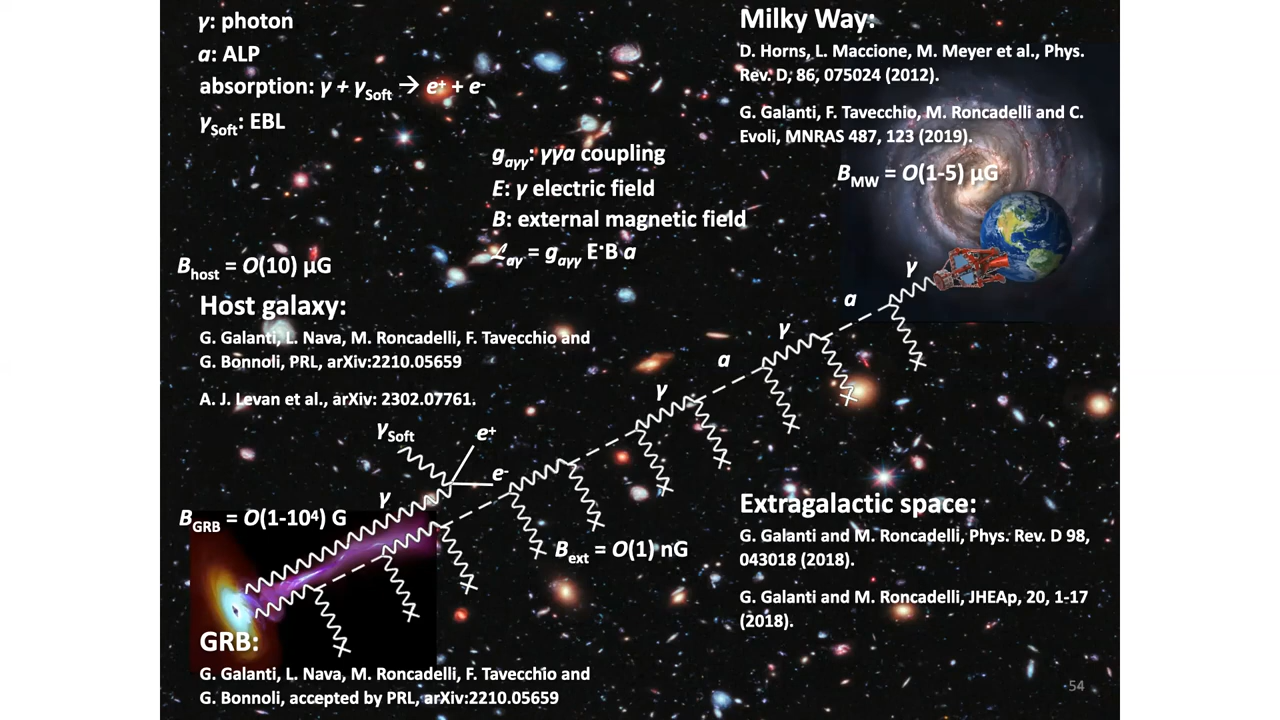 γ: photon
a: ALP
absorption: γ + γSoft → e+ + e-
γSoft: EBL
gaγγ: γγa coupling
E: γ electric field
B: external magnetic field
ℒaγ = gaγγ E·B a
Milky Way:
D. Horns, L. Maccione, M. Meyer et al., Phys.
Rev. D, 86, 075024 (2012).
G. Galanti, F. Tavecchio, M. Roncadelli and C.
Evoli, MNRAS 487, 123 (2019).
BMW = O(1-5) μG
Bhost = O(10) μG
Host galaxy:
G. Galanti, L. Nava, M. Roncadelli, F. Tavecchio and
G. Bonnoli, PRL, arXiv:2210.05659
A. J. Levan et al., arXiv: 2302.07761.
γ
a
γ
a
γ
γSoft
e+
e-
γ
BGRB = O(1-10⁴) G
Bext = O(1) nG
Extragalactic space:
G. Galanti and M. Roncadelli, Phys. Rev. D 98,
043018 (2018).
G. Galanti and M. Roncadelli, JHEAp, 20, 1-17
(2018).
GRB:
G. Galanti, L. Nava, M. Roncadelli, F. Tavecchio and
G. Bonnoli, accepted by PRL, arXiv:2210.05659
54